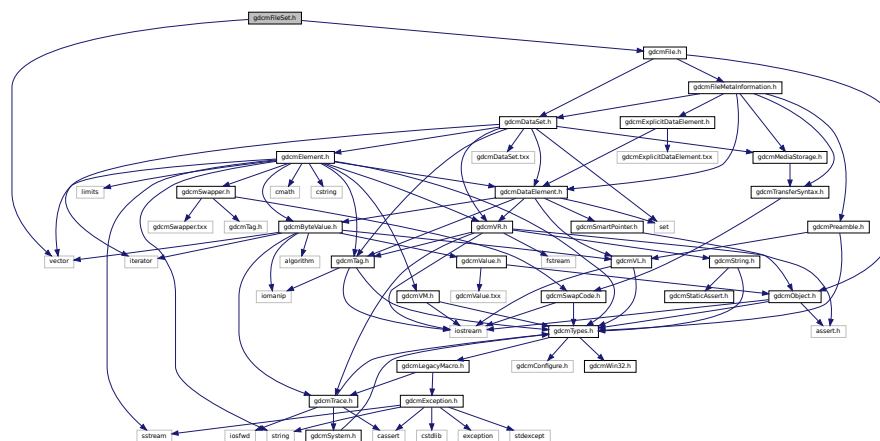 gdcmFileSet.h
gdcmFile.h
gdcmFileMetaInformation.h
gdcmDataSet.h
gdcmExplicitDataElement.h
gdcmElement.h
gdcmDataSet.txx
gdcmExplicitDataElement.txx
gdcmMediaStorage.h
limits
gdcmSwapper.h
cmath
cstring
gdcmDataElement.h
gdcmTransferSyntax.h
gdcmSwapper.txx
gdcmTag.h
gdcmByteValue.h
gdcmVR.h
gdcmSmartPointer.h
set
gdcmPreamble.h
vector
iterator
algorithm
gdcmTag.h
gdcmValue.h
fstream
gdcmVL.h
gdcmString.h
iomanip
gdcmVM.h
gdcmValue.txx
gdcmSwapCode.h
gdcmStaticAssert.h
gdcmObject.h
iostream
gdcmTypes.h
assert.h
gdcmLegacyMacro.h
gdcmConfigure.h
gdcmWin32.h
gdcmTrace.h
gdcmException.h
sstream
iosfwd
string
gdcmSystem.h
cassert
cstdlib
exception
stdexcept